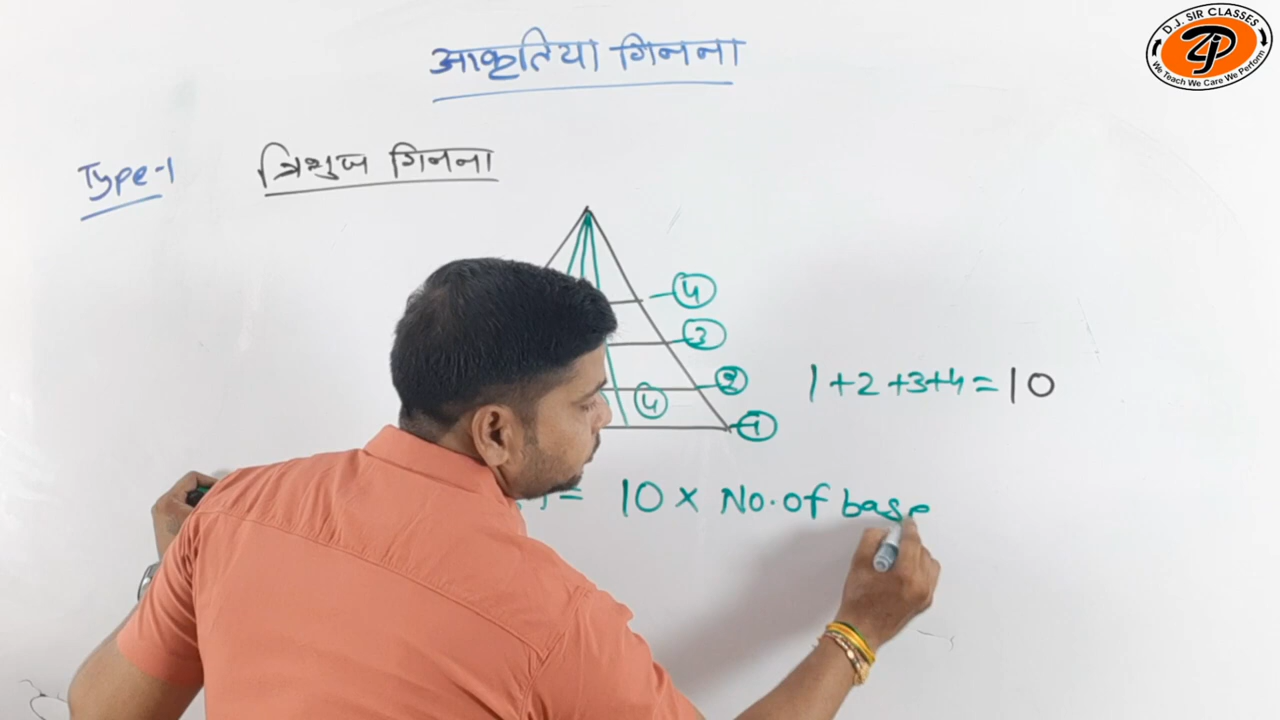 D.J. SIR CLASSES
We Teach We Care We Perform
आकृतिया गिनना
Type-1 त्रिभुज गिनना
4
3
2
1
4
1+2+3+4=10
= 10 × No. of base